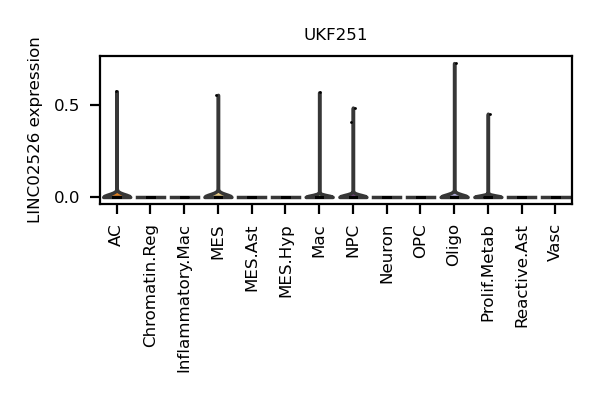 UKF251
LINC02526 expression
0.5
0.0
AC
Chromatin.Reg
Inflammatory.Mac
MES
MES.Ast
MES.Hyp
Mac
NPC
Neuron
OPC
Oligo
Prolif.Metab
Reactive.Ast
Vasc